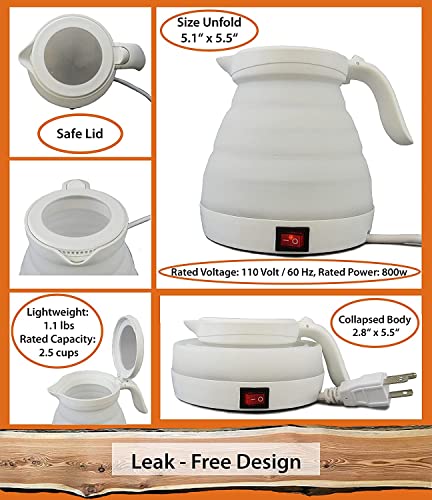 Size Unfold
5.1" x 5.5"
Safe Lid
Rated Voltage: 110 Volt / 60 Hz, Rated Power: 800w
Lightweight:
1.1 lbs
Rated Capacity:
2.5 cups
Collapsed Body
2.8" x 5.5"
Leak - Free Design